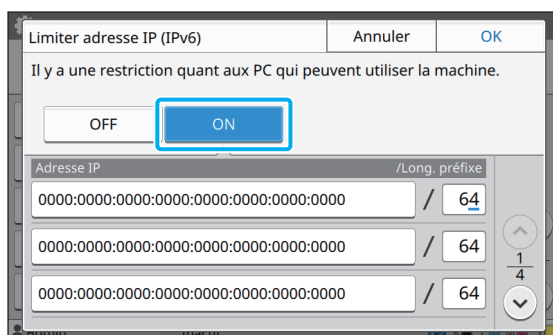 Limiter adresse IP (IPv6) Annuler OK
Il y a une restriction quant aux PC qui peuvent utiliser la machine.
OFF ON
Adresse IP /Long. préfixe
0000:0000:0000:0000:0000:0000:0000:0000 / 64
0000:0000:0000:0000:0000:0000:0000:0000 / 64
1
4
0000:0000:0000:0000:0000:0000:0000:0000 / 64